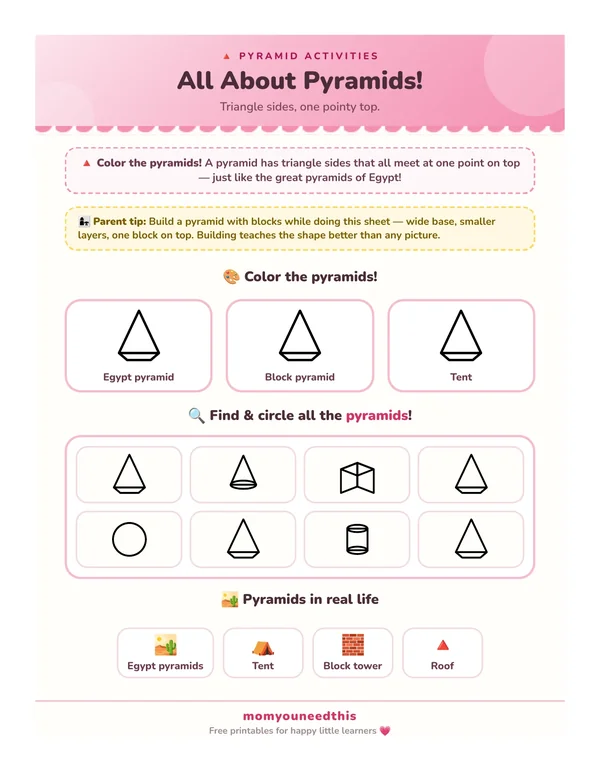 🔺 PYRAMID ACTIVITIES
All About Pyramids!
Triangle sides, one pointy top.
🔺 Color the pyramids! A pyramid has triangle sides that all meet at one point on top
— just like the great pyramids of Egypt!
👩‍👧 Parent tip: Build a pyramid with blocks while doing this sheet — wide base, smaller
layers, one block on top. Building teaches the shape better than any picture.
🎨 Color the pyramids!
Egypt pyramid
Block pyramid
Tent
🔍 Find & circle all the pyramids!
🏜️ Pyramids in real life
Egypt pyramids
Tent
Block tower
Roof
momyouneedthis
Free printables for happy little learners 💗